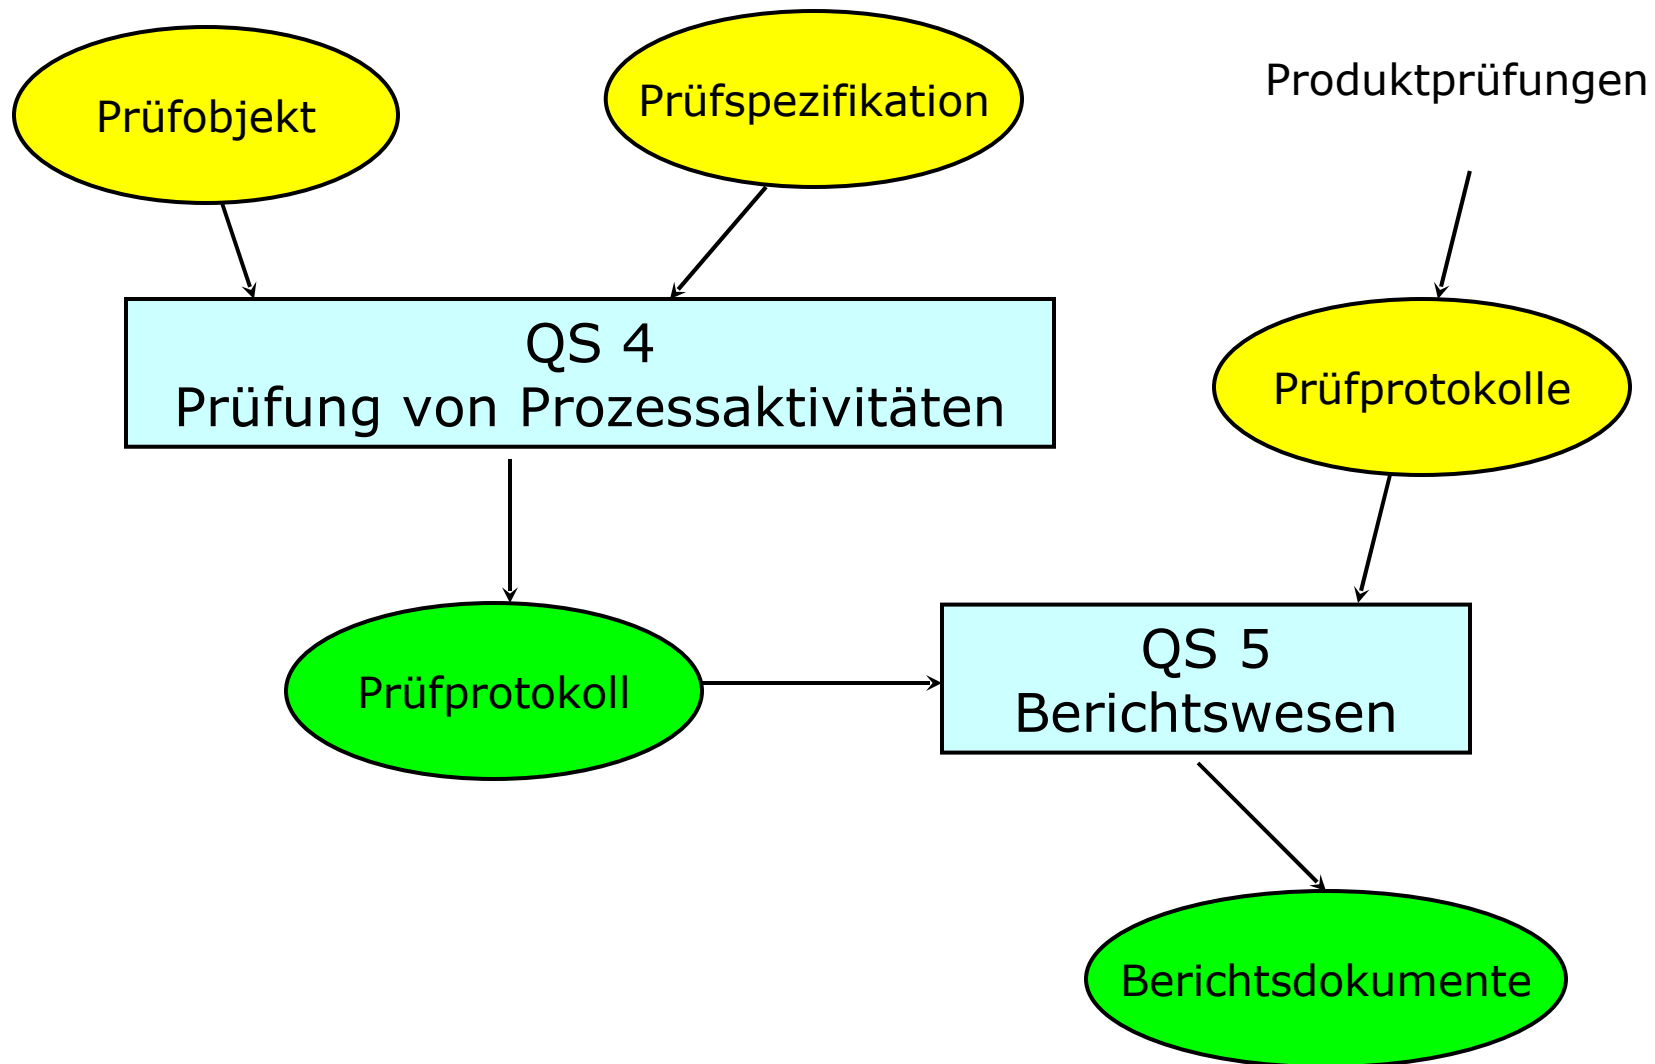 Prüfobjekt
Prüfspezifikation
Produktprüfungen
QS 4
Prüfung von Prozessaktivitäten
Prüfprotokolle
Prüfprotokoll
QS 5
Berichtswesen
Berichtsdokumente